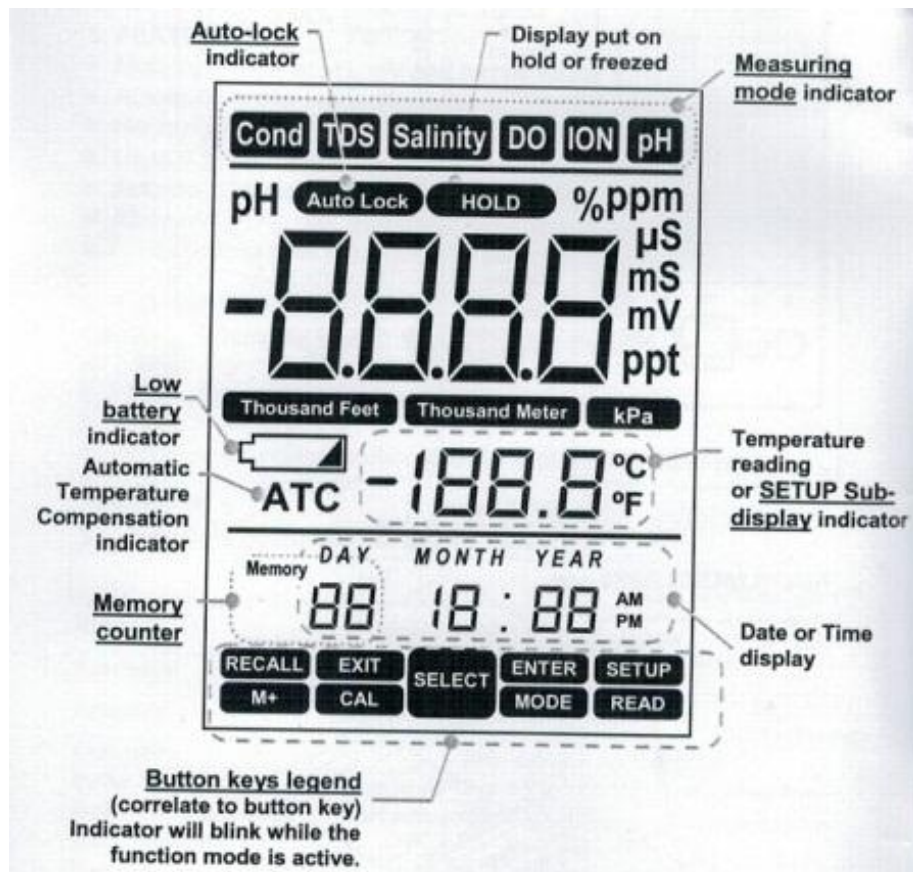 Auto-lock
indicator
Display put on
hold or freezed
Measuring
mode indicator
Cond TDS Salinity DO ION pH
pH Auto Lock HOLD % ppm
µS
mS
mV
ppt
-8.8.8.8
Thousand Feet Thousand Meter kPa
Low
battery
indicator
Automatic
Temperature
Compensation
indicator
ATC
-188.8 ºC
ºF
Temperature
reading
or SETUP Sub-
display indicator
Memory DAY MONTH YEAR
88 18 : 88 AM
PM
Memory
counter
Date or Time
display
RECALL EXIT SELECT ENTER SETUP
M+ CAL MODE READ
Button keys legend
(correlate to button key)
Indicator will blink while the
function mode is active.